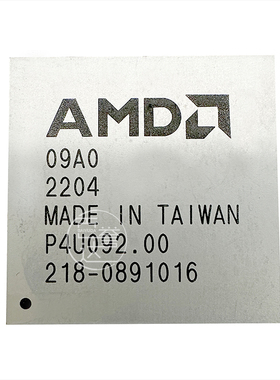 AMD
09A0
2204
MADE IN TAIWAN
P4U092.00
218-0891016